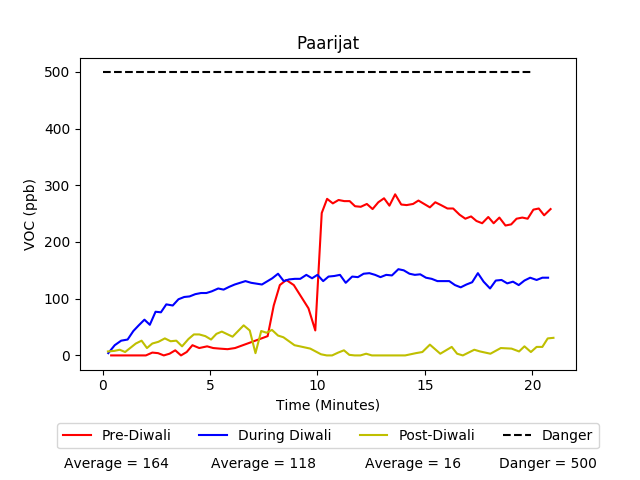 Paarijat
500
400
300
200
100
0
VOC (ppb)
0 5 10 15 20
Time (Minutes)
Pre-Diwali During Diwali Post-Diwali Danger
Average = 164 Average = 118 Average = 16 Danger = 500